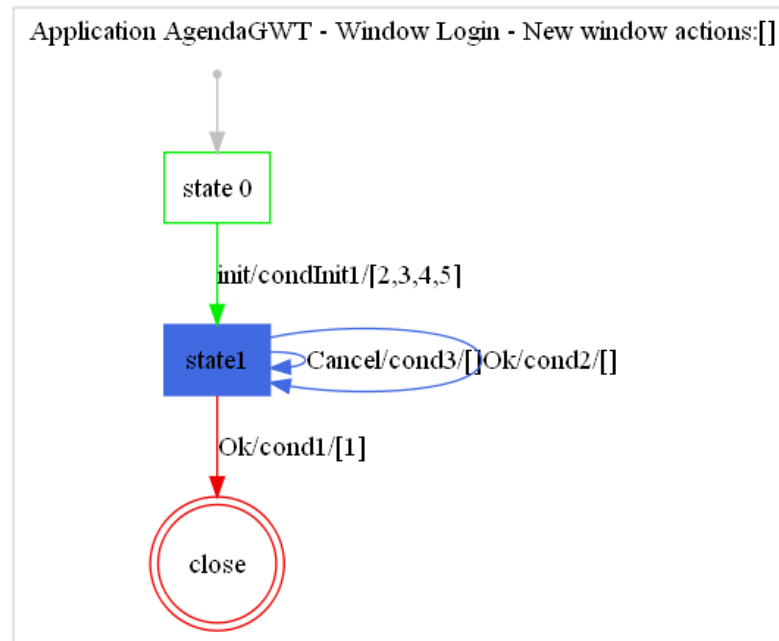 Application AgendaGWT - Window Login - New window actions:[]
state 0
init/condInit1/[2,3,4,5]
state1
Cancel/cond3/[]
Ok/cond2/[]
Ok/cond1/[1]
close